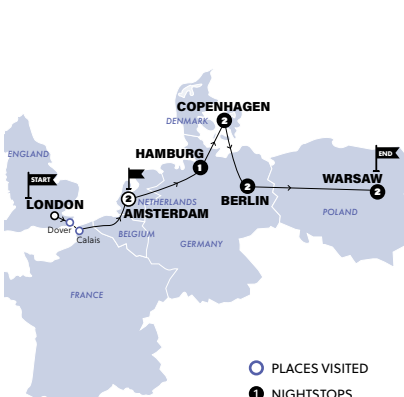 COPENHAGEN
2
DENMARK
ENGLAND
HAMBURG
1
END
START
WARSAW
2
LONDON
2
NETHERLANDS
2
AMSTERDAM
BERLIN
POLAND
Dover
Calais
BELGIUM
GERMANY
FRANCE
PLACES VISITED
1 NIGHTSTOPS